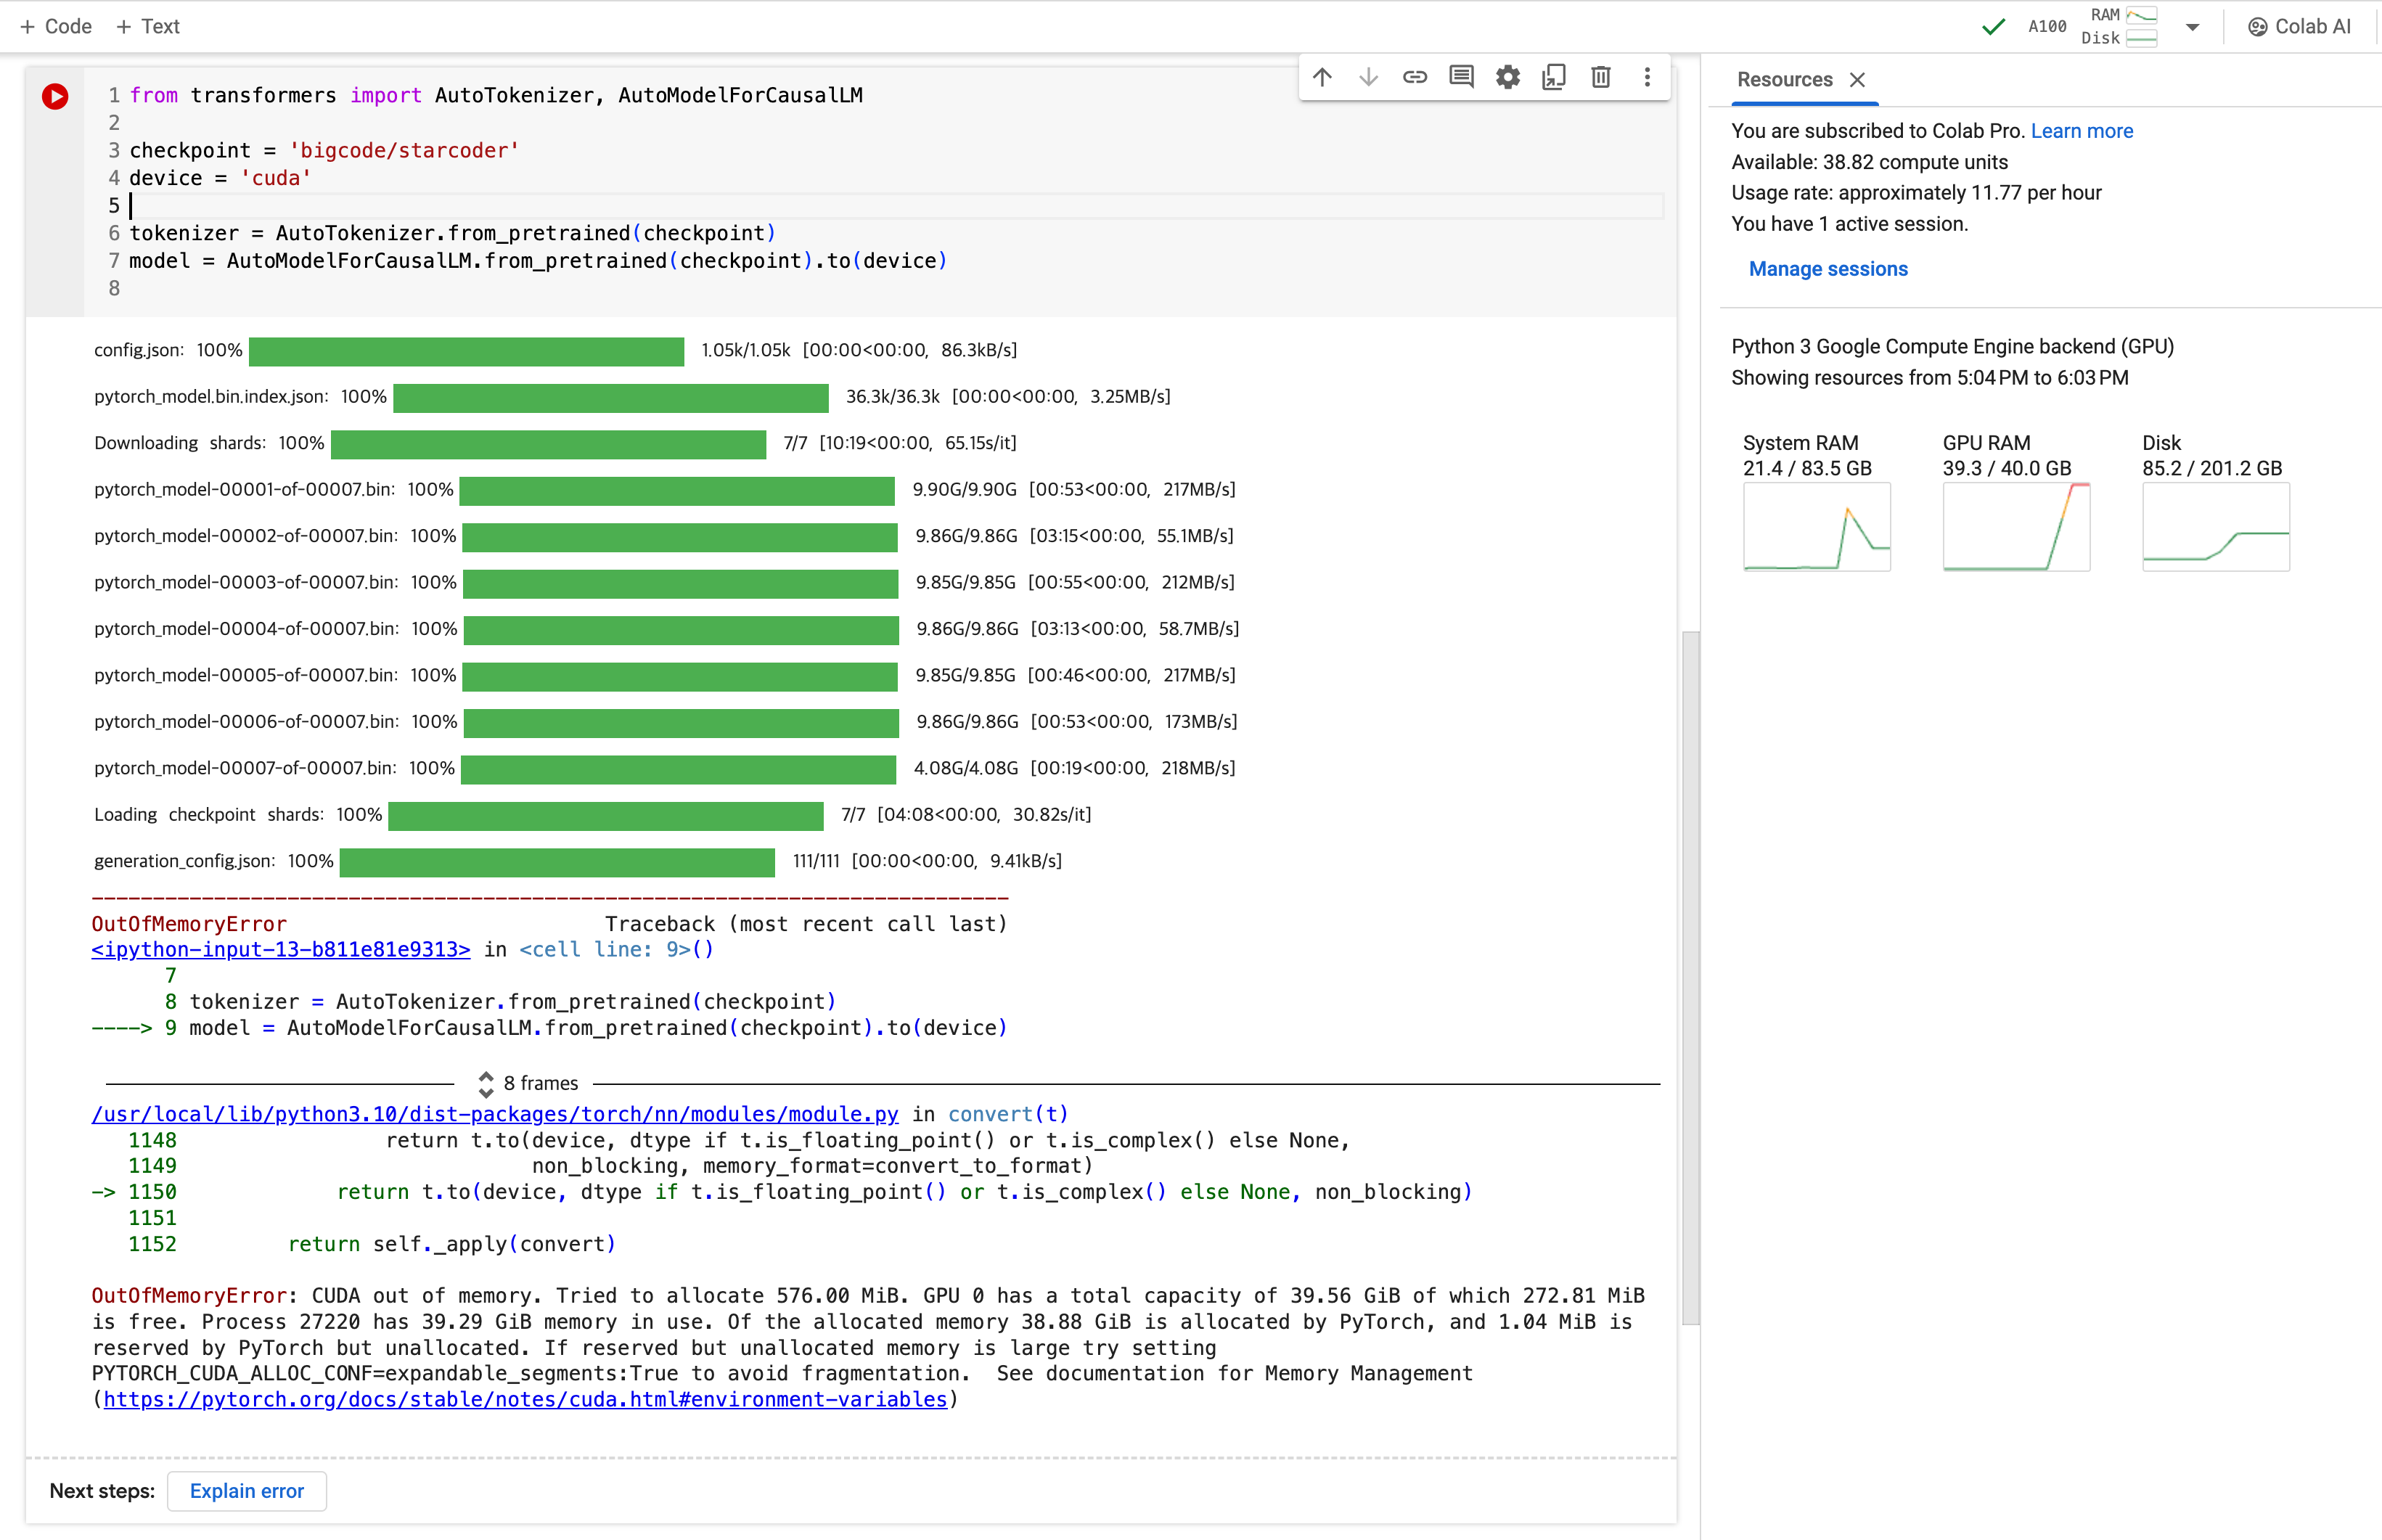 + Code + Text
A100 RAM Disk Colab AI
1 from transformers import AutoTokenizer, AutoModelForCausalLM
2
3 checkpoint = 'bigcode/starcoder'
4 device = 'cuda'
5
6 tokenizer = AutoTokenizer.from_pretrained(checkpoint)
7 model = AutoModelForCausalLM.from_pretrained(checkpoint).to(device)
8
config.json: 100% 1.05k/1.05k [00:00<00:00, 86.3kB/s]
pytorch_model.bin.index.json: 100% 36.3k/36.3k [00:00<00:00, 3.25MB/s]
Downloading shards: 100% 7/7 [10:19<00:00, 65.15s/it]
pytorch_model-00001-of-00007.bin: 100% 9.90G/9.90G [00:53<00:00, 217MB/s]
pytorch_model-00002-of-00007.bin: 100% 9.86G/9.86G [03:15<00:00, 55.1MB/s]
pytorch_model-00003-of-00007.bin: 100% 9.85G/9.85G [00:55<00:00, 212MB/s]
pytorch_model-00004-of-00007.bin: 100% 9.86G/9.86G [03:13<00:00, 58.7MB/s]
pytorch_model-00005-of-00007.bin: 100% 9.85G/9.85G [00:46<00:00, 217MB/s]
pytorch_model-00006-of-00007.bin: 100% 9.86G/9.86G [00:53<00:00, 173MB/s]
pytorch_model-00007-of-00007.bin: 100% 4.08G/4.08G [00:19<00:00, 218MB/s]
Loading checkpoint shards: 100% 7/7 [04:08<00:00, 30.82s/it]
generation_config.json: 100% 111/111 [00:00<00:00, 9.41kB/s]
---------------------------------------------------------------------------
OutOfMemoryError Traceback (most recent call last)
<ipython-input-13-b811e81e9313> in <cell line: 9>()
7
8 tokenizer = AutoTokenizer.from_pretrained(checkpoint)
----> 9 model = AutoModelForCausalLM.from_pretrained(checkpoint).to(device)
8 frames
/usr/local/lib/python3.10/dist-packages/torch/nn/modules/module.py in convert(t)
1148 return t.to(device, dtype if t.is_floating_point() or t.is_complex() else None,
1149 non_blocking, memory_format=convert_to_format)
-> 1150 return t.to(device, dtype if t.is_floating_point() or t.is_complex() else None, non_blocking)
1151
1152 return self._apply(convert)
OutOfMemoryError: CUDA out of memory. Tried to allocate 576.00 MiB. GPU 0 has a total capacity of 39.56 GiB of which 272.81 MiB
is free. Process 27220 has 39.29 GiB memory in use. Of the allocated memory 38.88 GiB is allocated by PyTorch, and 1.04 MiB is
reserved by PyTorch but unallocated. If reserved but unallocated memory is large try setting
PYTORCH_CUDA_ALLOC_CONF=expandable_segments:True to avoid fragmentation.  See documentation for Memory Management
(https://pytorch.org/docs/stable/notes/cuda.html#environment-variables)
Next steps: Explain error
Resources
You are subscribed to Colab Pro. Learn more
Available: 38.82 compute units
Usage rate: approximately 11.77 per hour
You have 1 active session.
Manage sessions
Python 3 Google Compute Engine backend (GPU)
Showing resources from 5:04 PM to 6:03 PM
System RAM
21.4 / 83.5 GB
GPU RAM
39.3 / 40.0 GB
Disk
85.2 / 201.2 GB